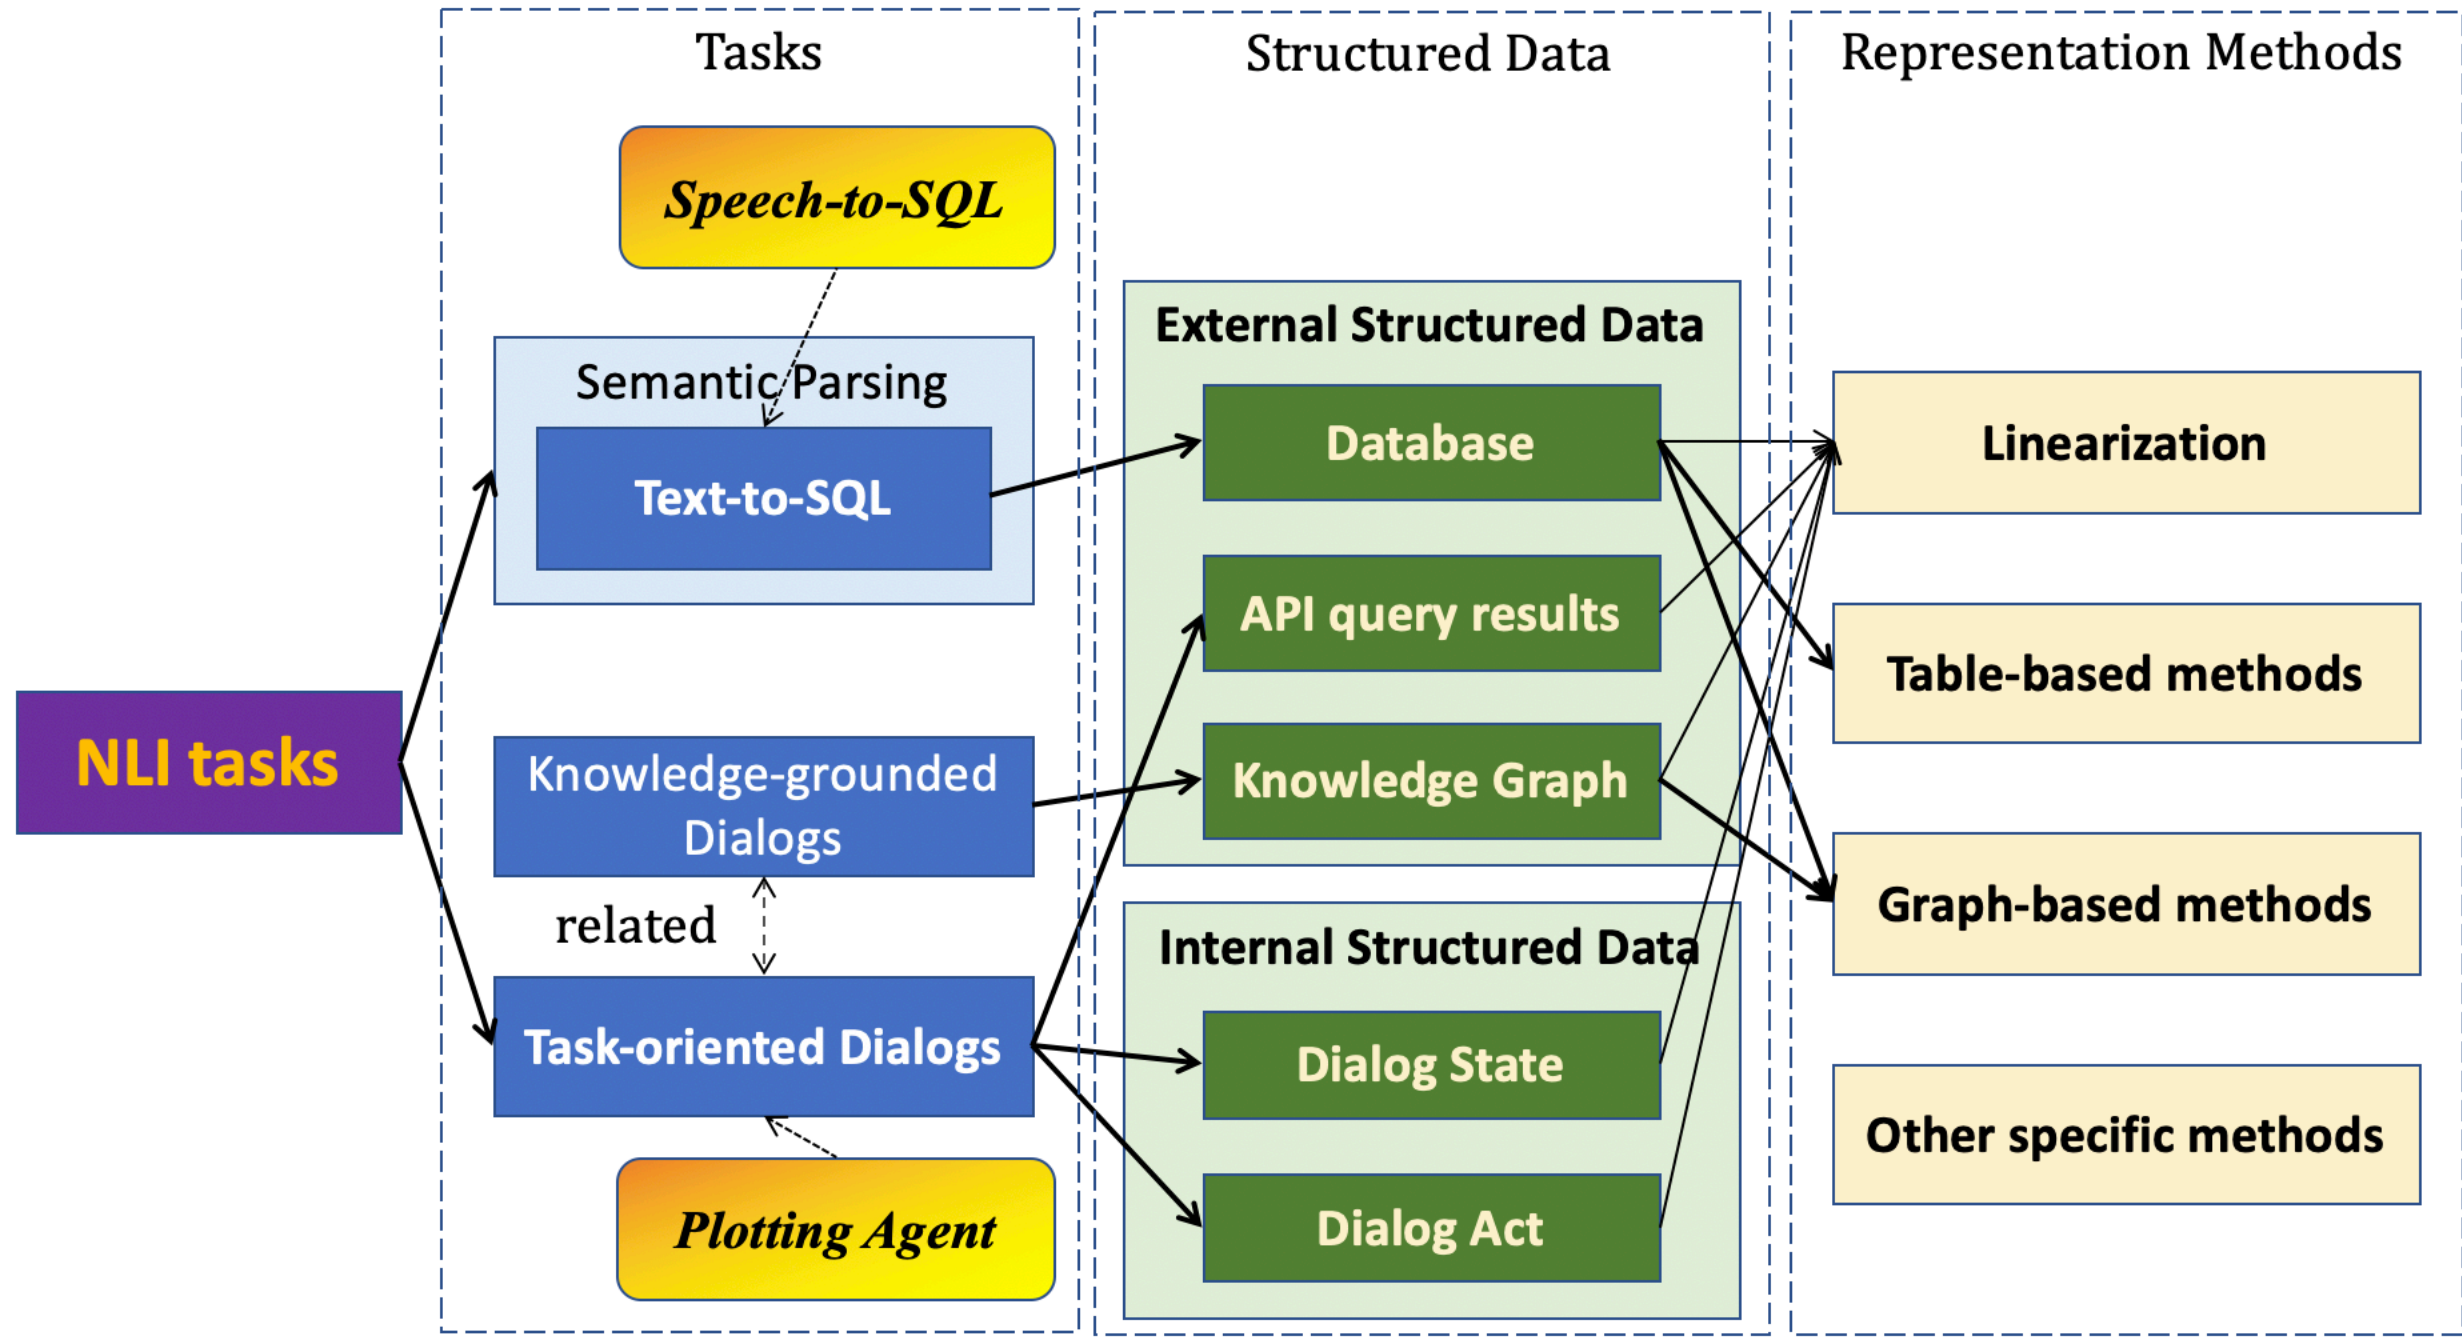 Tasks
Structured Data
Representation Methods
Speech-to-SQL
Semantic Parsing
Text-to-SQL
NLI tasks
Knowledge-grounded
Dialogs
related
Task-oriented Dialogs
Plotting Agent
External Structured Data
Database
API query results
Knowledge Graph
Internal Structured Data
Dialog State
Dialog Act
Linearization
Table-based methods
Graph-based methods
Other specific methods